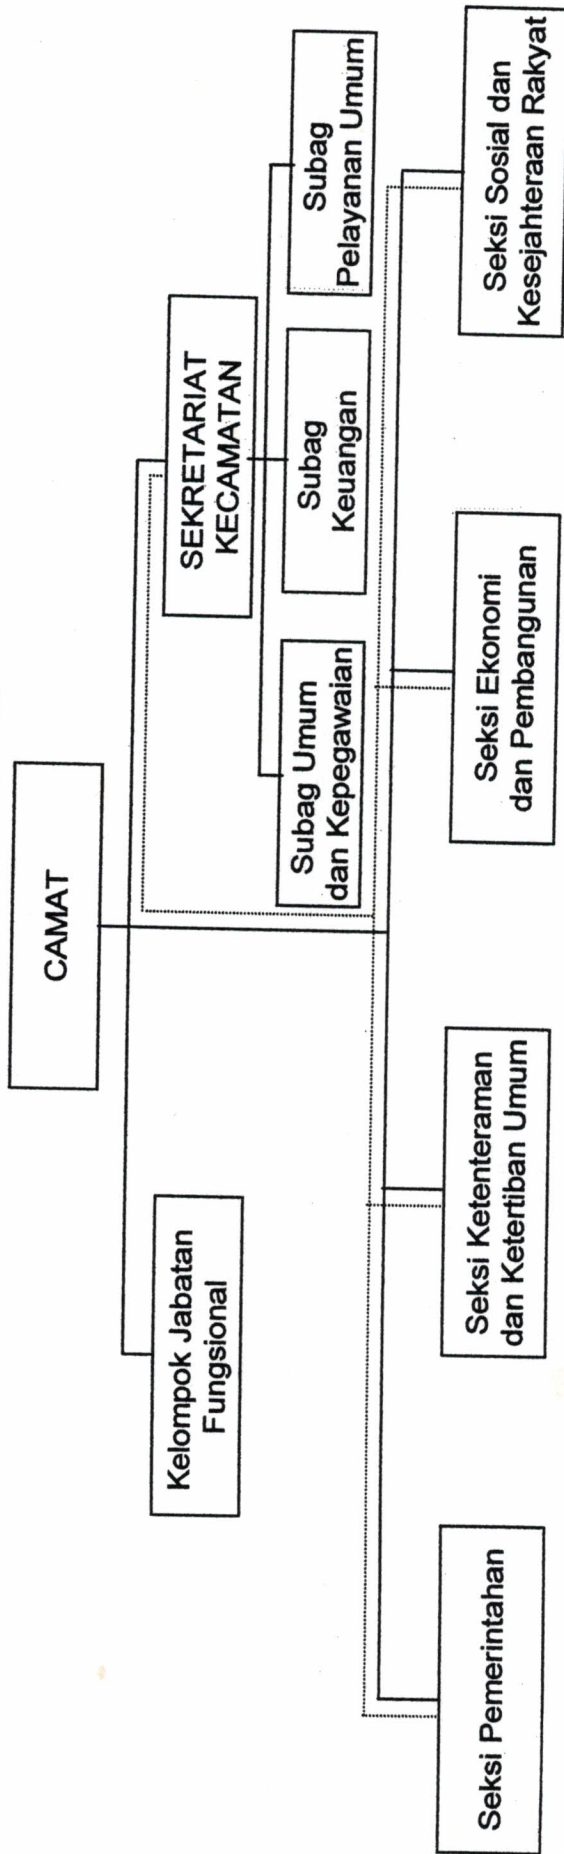 CAMAT
Kelompok Jabatan
Fungsional
SEKRETARIAT
KECAMATAN
Subag Umum
dan Kepegawaian
Subag
Keuangan
Subag
Pelayanan Umum
Seksi Pemerintahan
Seksi Ketenteraman
dan Ketertiban Umum
Seksi Ekonomi
dan Pembangunan
Seksi Sosial dan
Kesejahteraan Rakyat